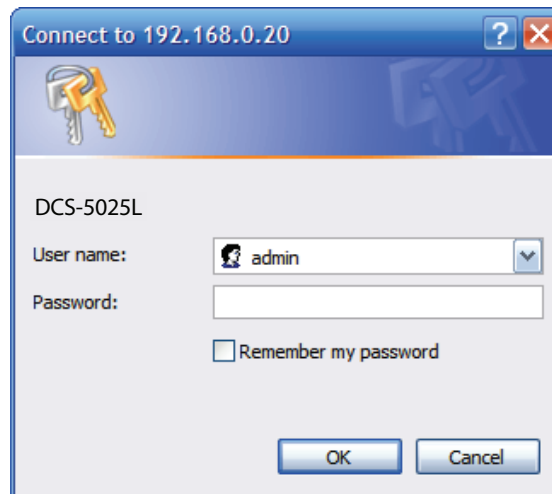 Connect to 192.168.0.20
?
DCS-5025L
User name:
admin
Password:
Remember my password
OK
Cancel